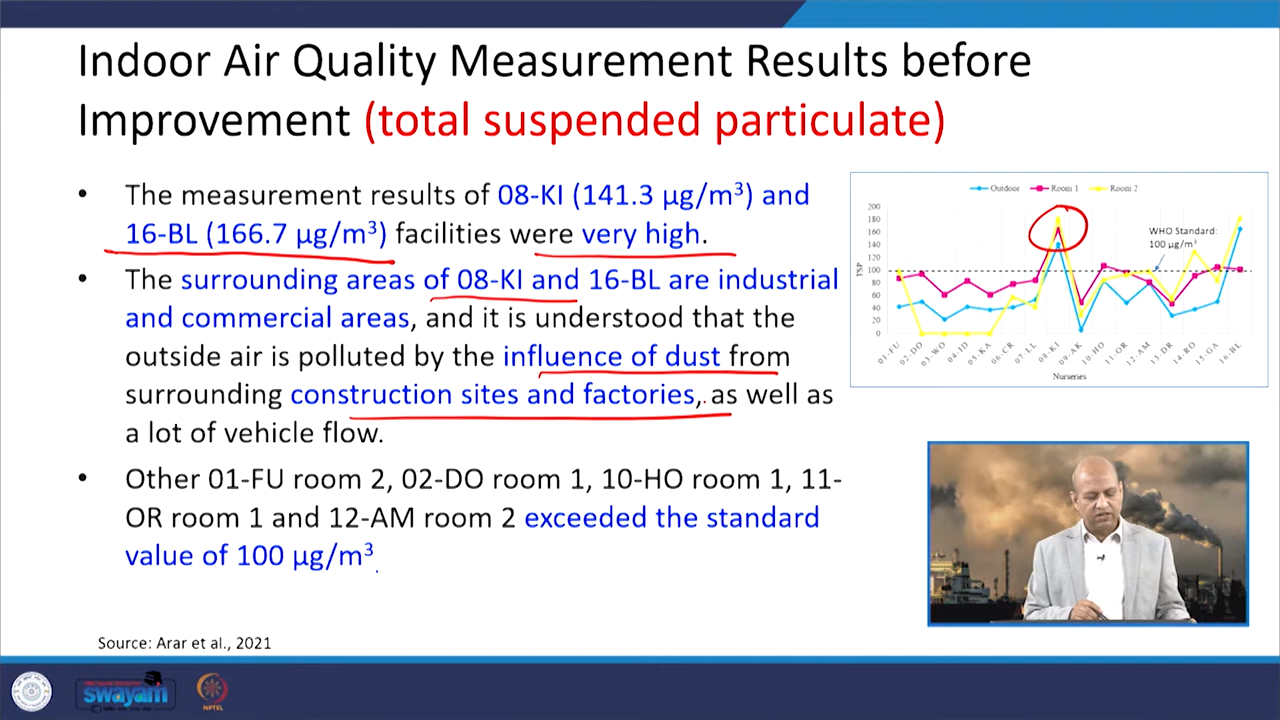 Indoor Air Quality Measurement Results before
Improvement (total suspended particulate)
• The measurement results of 08-KI (141.3 µg/m³) and
16-BL (166.7 µg/m³) facilities were very high.
• The surrounding areas of 08-KI and 16-BL are industrial
and commercial areas, and it is understood that the
outside air is polluted by the influence of dust from
surrounding construction sites and factories, as well as
a lot of vehicle flow.
• Other 01-FU room 2, 02-DO room 1, 10-HO room 1, 11-
OR room 1 and 12-AM room 2 exceeded the standard
value of 100 µg/m³
Source: Arar et al., 2021
Outdoor Room 1 Room 2
200
180
160
140
120
100
80
60
40
20
0
TSP
WHO Standard:
100 µg/m³
01-FU 02-DO 03-WO 04-ID 05-KA 06-CR 07-LL 08-KI 09-AK 10-HO 11-OR 12-AM 13-DR 14-RO 15-GA 16-BL
Nurseries
swayam
NPTEL